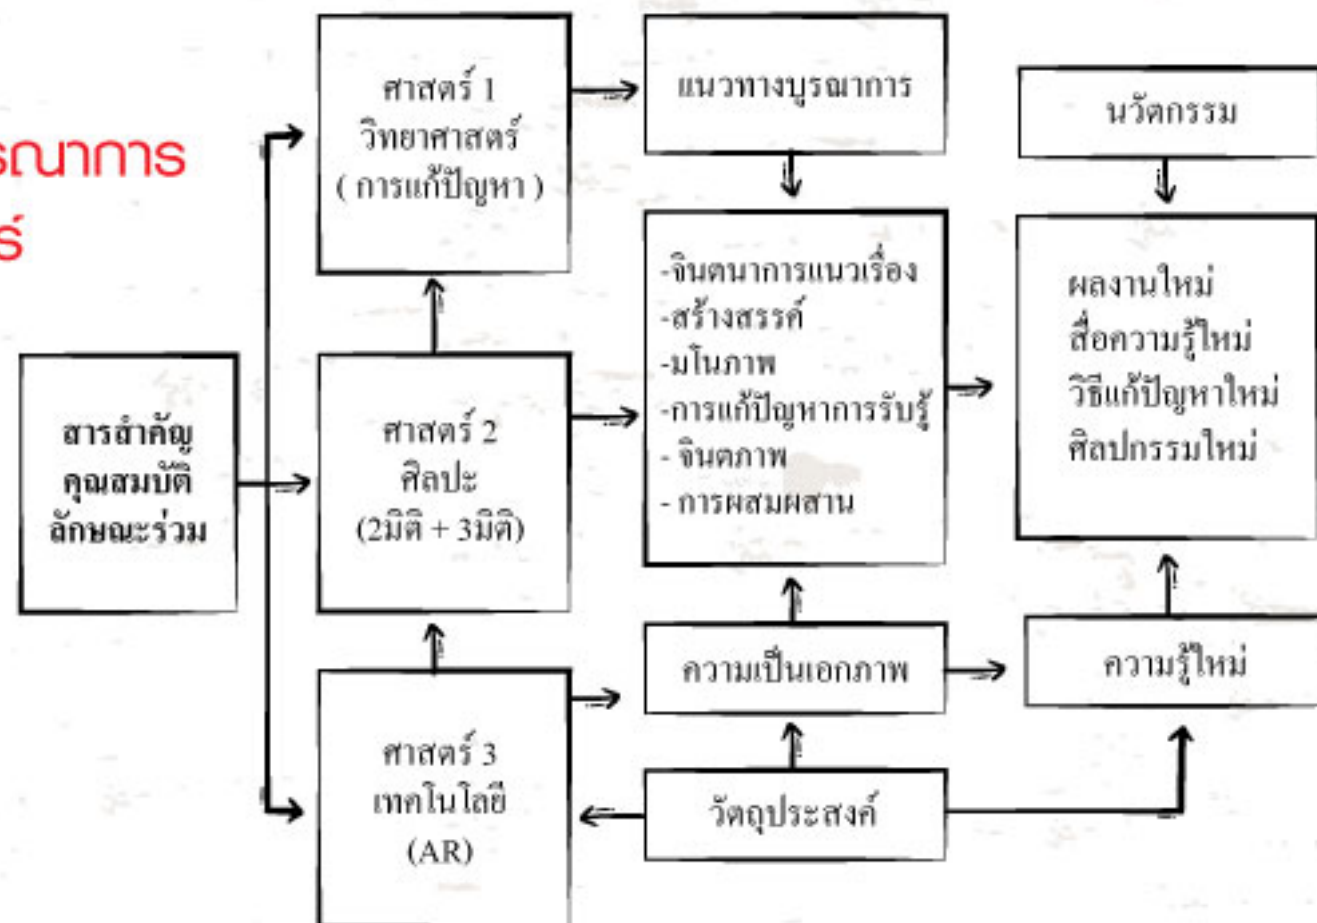 รณาการ
ร์
สารสำคัญ
คุณสมบัติ
ลักษณะร่วม
ศาสตร์ 1
วิทยาศาสตร์
( การแก้ปัญหา )
ศาสตร์ 2
ศิลปะ
(2มิติ + 3มิติ)
ศาสตร์ 3
เทคโนโลยี
(AR)
แนวทางบูรณาการ
-จินตนาการแนวเรื่อง
-สร้างสรรค์
-มโนภาพ
-การแก้ปัญหาการรับรู้
- จินตภาพ
- การผสมผสาน
ความเป็นเอกภาพ
วัตถุประสงค์
นวัตกรรม
ผลงานใหม่
สื่อความรู้ใหม่
วิธีแก้ปัญหาใหม่
ศิลปกรรมใหม่
ความรู้ใหม่